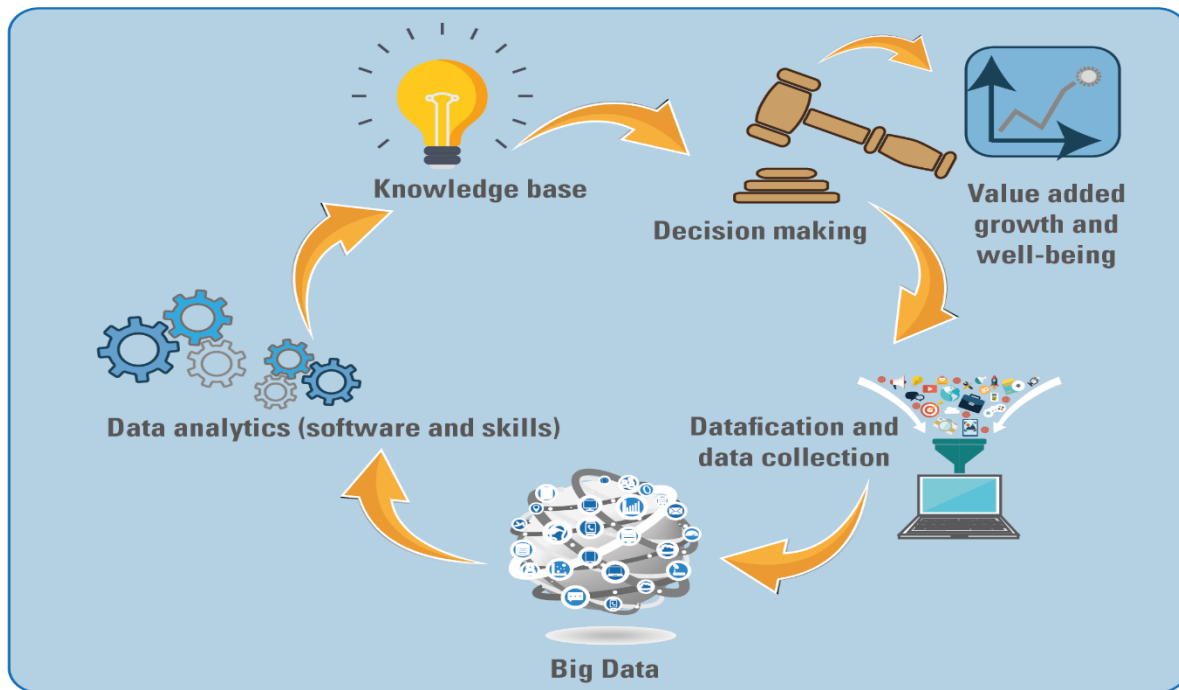 Knowledge base
Decision making
Value added
growth and
well-being
Data analytics (software and skills)
Datafication and
data collection
Big Data